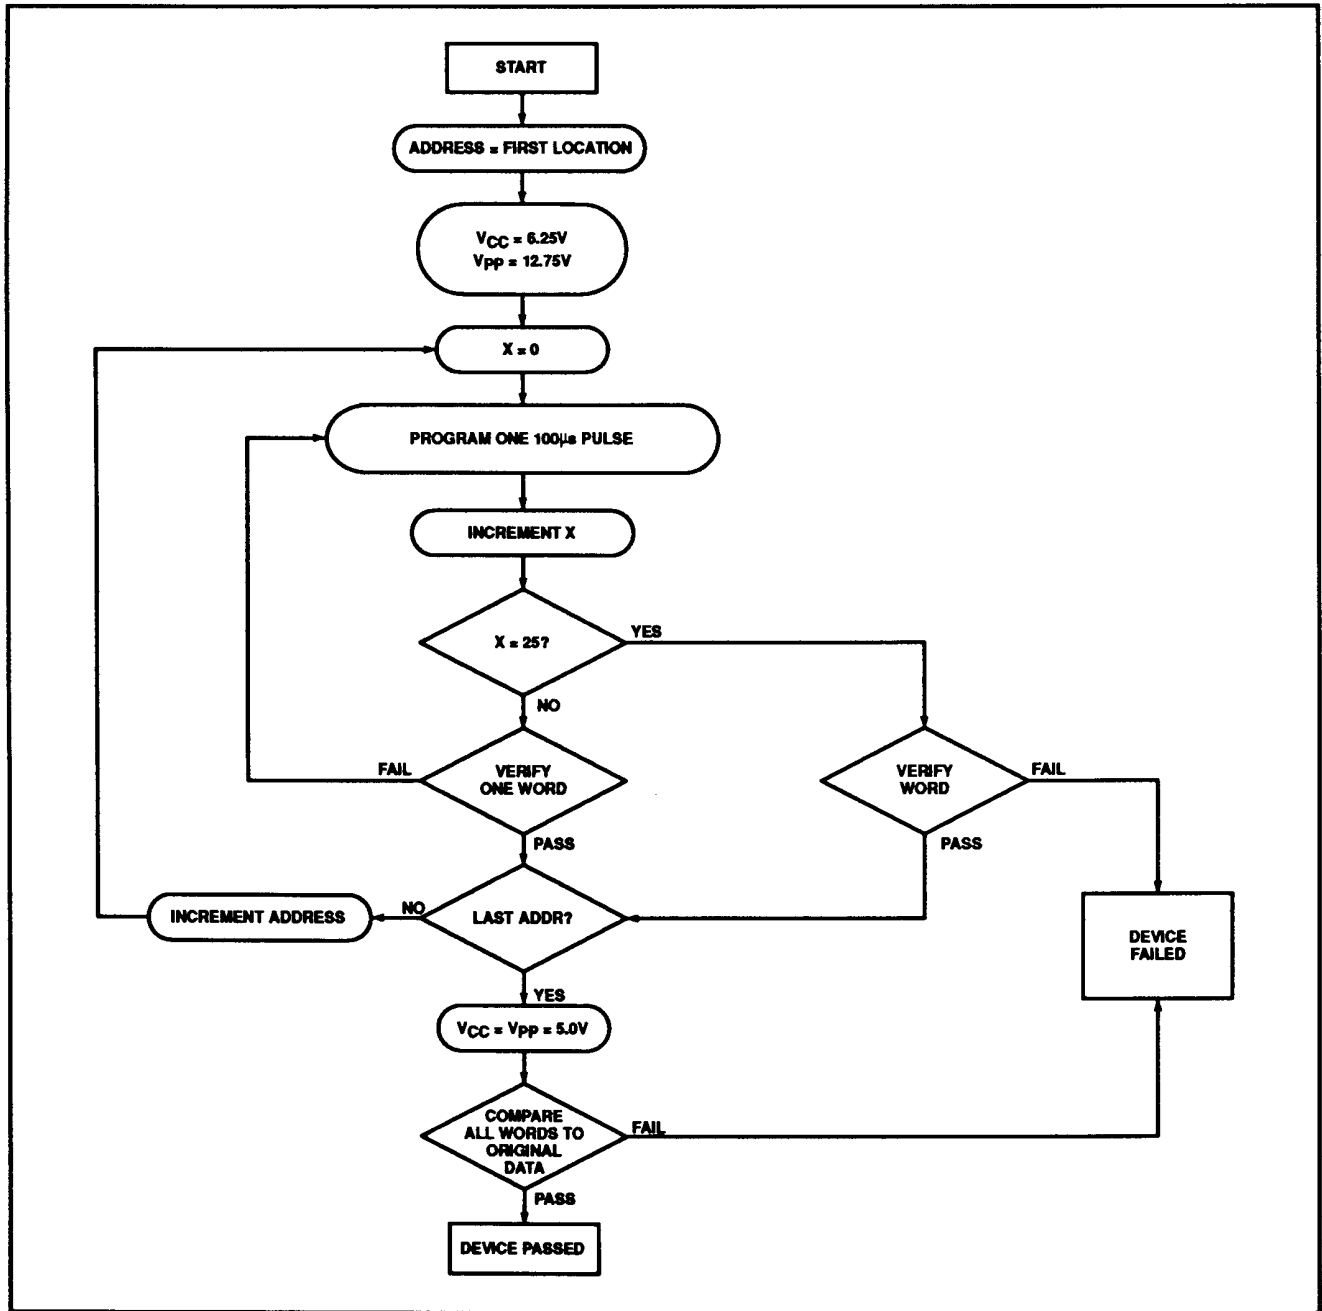 START
ADDRESS = FIRST LOCATION
VCC = 6.25V
VPP = 12.75V
X = 0
PROGRAM ONE 100μs PULSE
INCREMENT X
X = 25?
YES
NO
FAIL
VERIFY
ONE WORD
VERIFY
WORD
FAIL
PASS
PASS
INCREMENT ADDRESS
NO
LAST ADDR?
DEVICE
FAILED
YES
VCC = VPP = 5.0V
COMPARE
ALL WORDS TO
ORIGINAL
DATA
FAIL
PASS
DEVICE PASSED